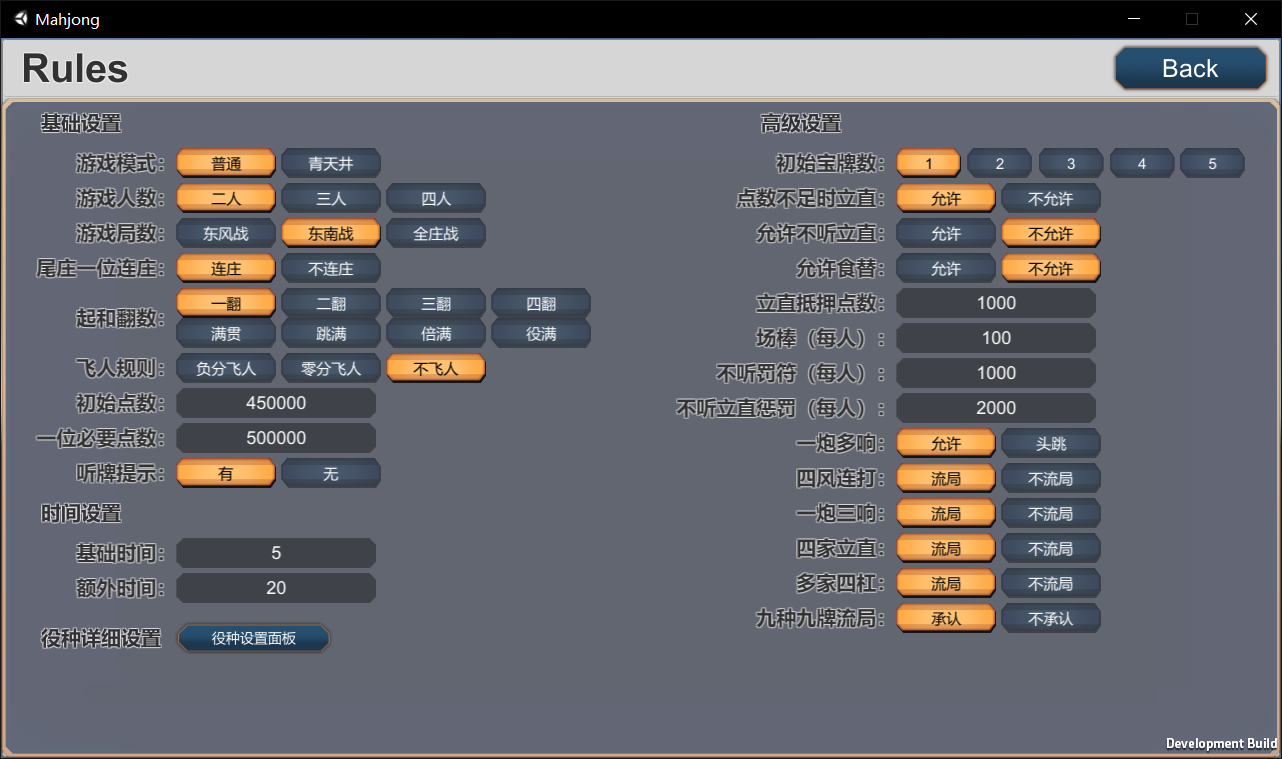 Mahjong
Rules
Back
基础设置
游戏模式： 普通 青天井
游戏人数： 二人 三人 四人
游戏局数： 东风战 东南战 全庄战
尾庄一位连庄： 连庄 不连庄
起和翻数： 一翻 二翻 三翻 四翻
满贯 跳满 倍满 役满
飞人规则： 负分飞人 零分飞人 不飞人
初始点数： 450000
一位必要点数： 500000
听牌提示： 有 无
时间设置
基础时间： 5
额外时间： 20
役种详细设置 役种设置面板
高级设置
初始宝牌数： 1 2 3 4 5
点数不足时立直： 允许 不允许
允许不听立直： 允许 不允许
允许食替： 允许 不允许
立直抵押点数： 1000
场棒（每人）： 100
不听罚符（每人）： 1000
不听立直惩罚（每人）： 2000
一炮多响： 允许 头跳
四风连打： 流局 不流局
一炮三响： 流局 不流局
四家立直： 流局 不流局
多家四杠： 流局 不流局
九种九牌流局： 承认 不承认
Development Build